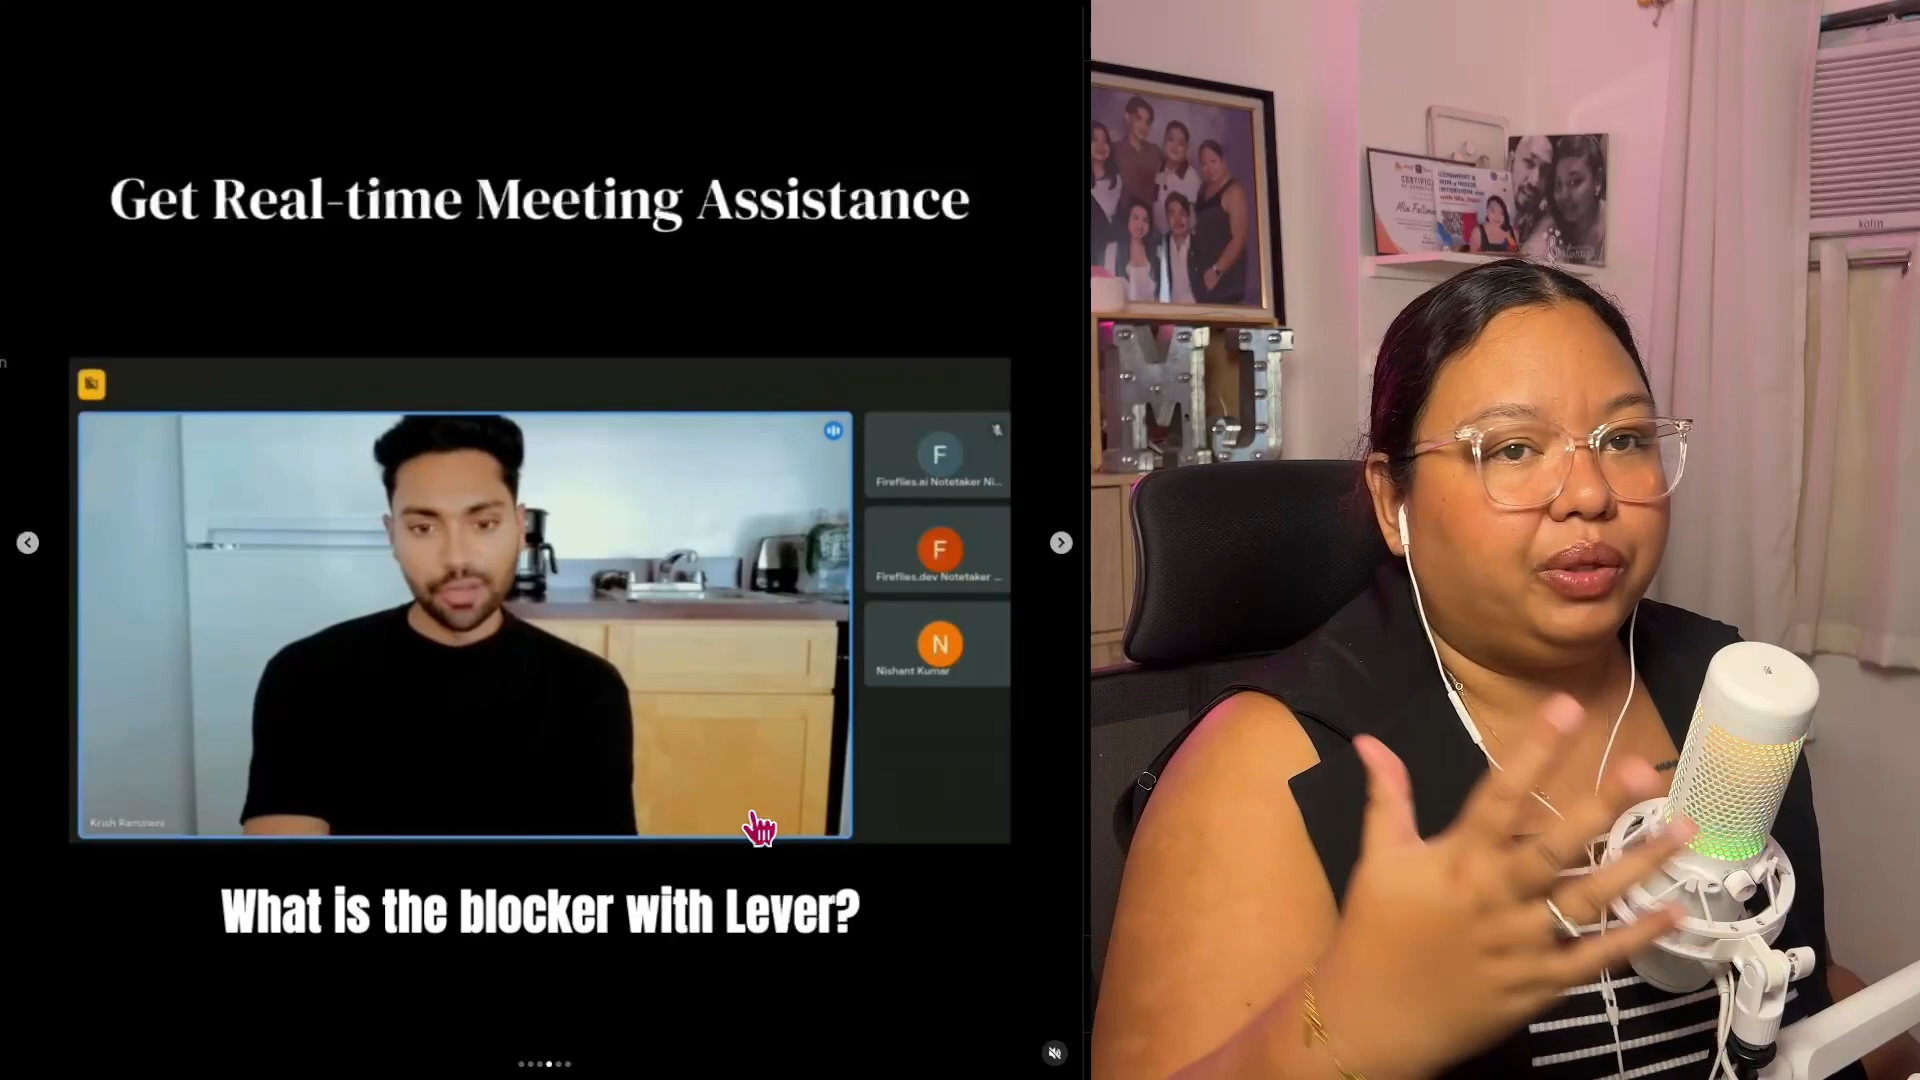 Get Real-time Meeting Assistance
F
Fireflies.ai Notetaker Ni...
F
Fireflies.dev Notetaker ...
N
Nishant Kumar
What is the blocker with Lever?
MJ
kolin